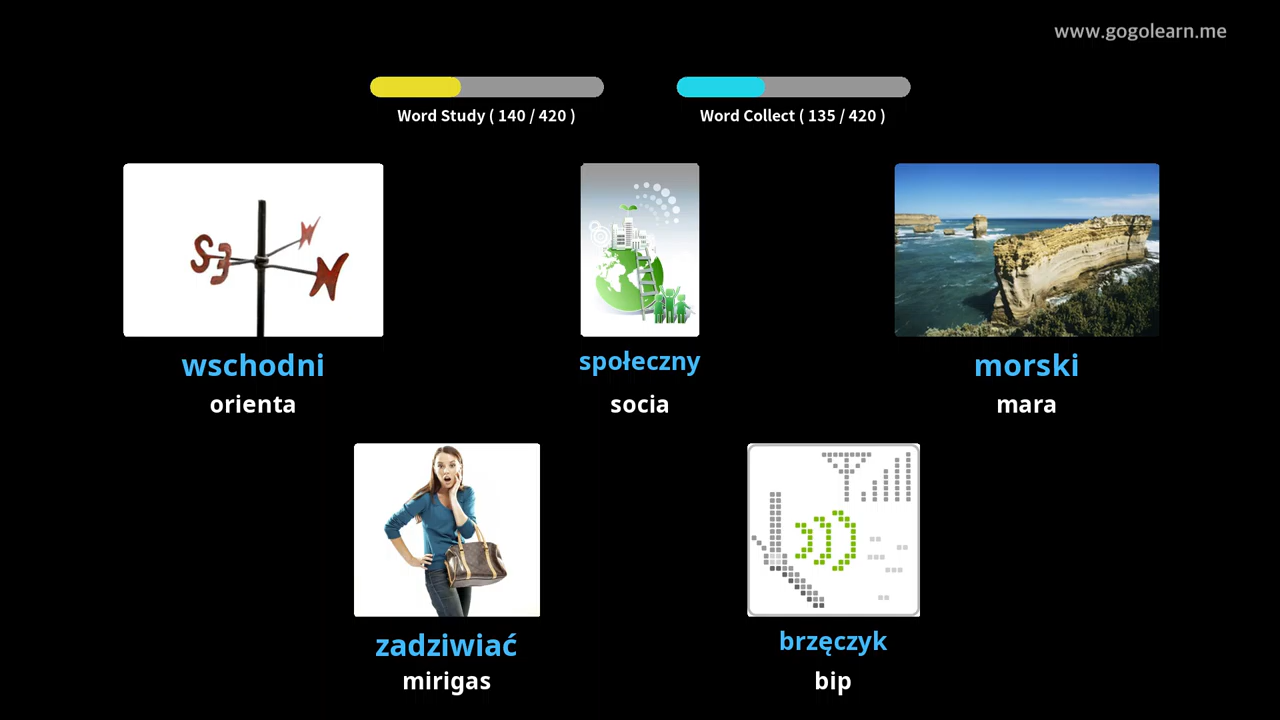 www.gogolearn.me
Word Study ( 140 / 420 )
Word Collect ( 135 / 420 )
S E N N
wschodni
społeczny
morski
orienta
socia
mara
zadziwiać
brzęczyk
mirigas
bip